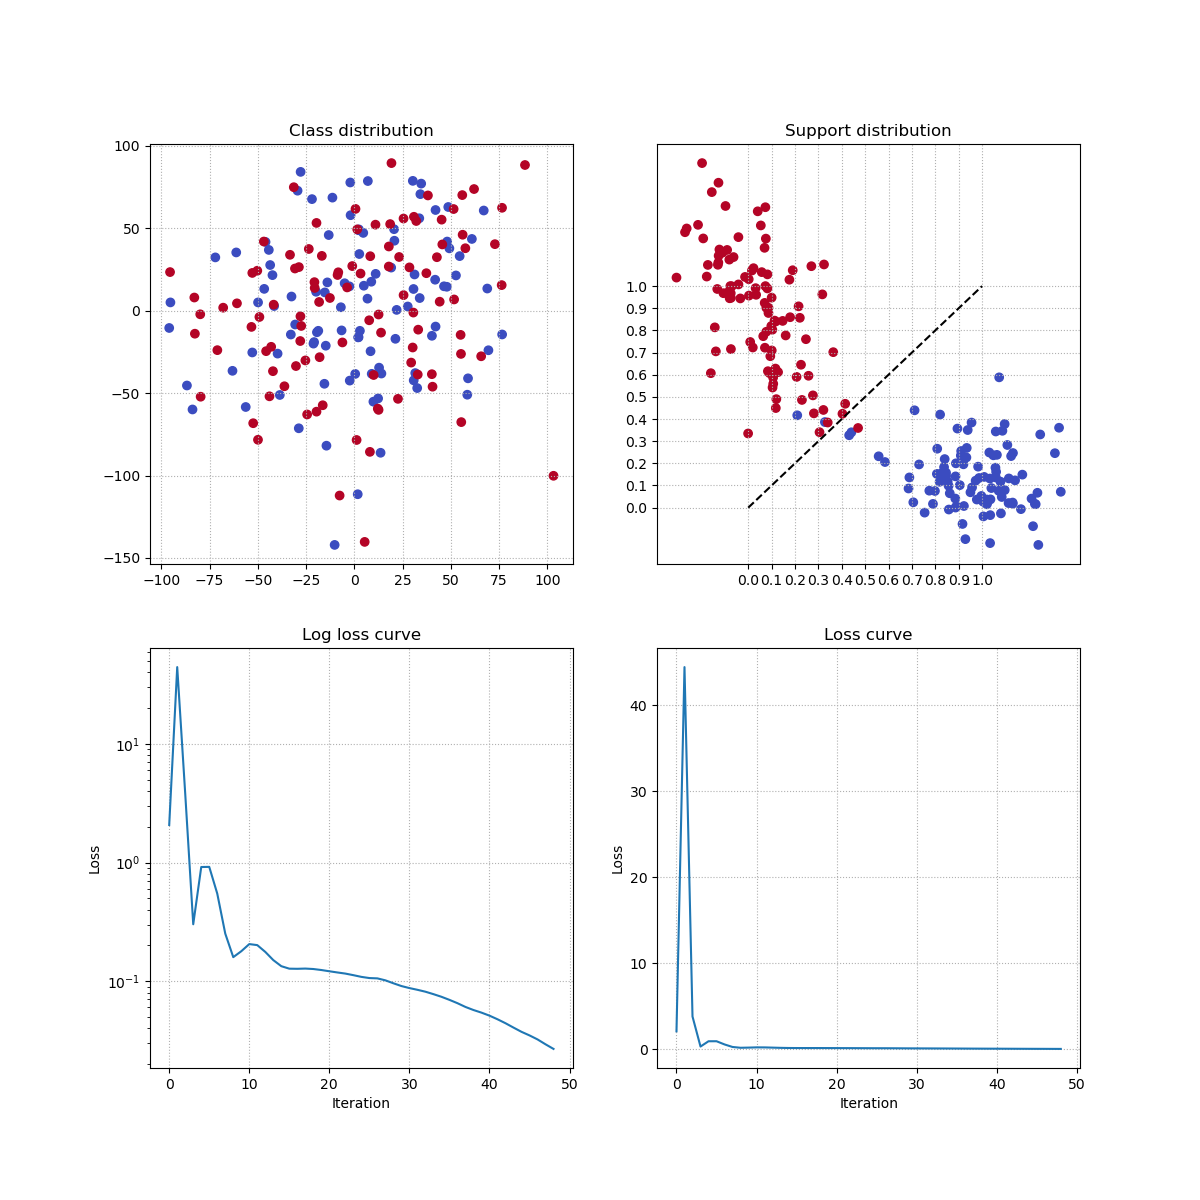 Class distribution
100
50
0
−50
−100
−150
−100 −75 −50 −25 0 25 50 75 100
Support distribution
1.0
0.9
0.8
0.7
0.6
0.5
0.4
0.3
0.2
0.1
0.0
0.0 0.1 0.2 0.3 0.4 0.5 0.6 0.7 0.8 0.9 1.0
Log loss curve
10¹
10⁰
10⁻¹
Loss
0 10 20 30 40 50
Iteration
Loss curve
40
30
20
10
0
Loss
0 10 20 30 40 50
Iteration